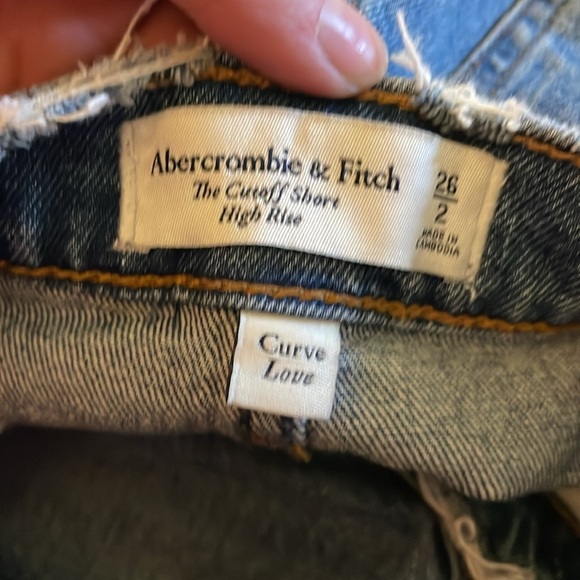 Abercrombie & Fitch
The Cutoff Short
High Rise
26
2
MADE IN
CAMBODIA
Curve
Love